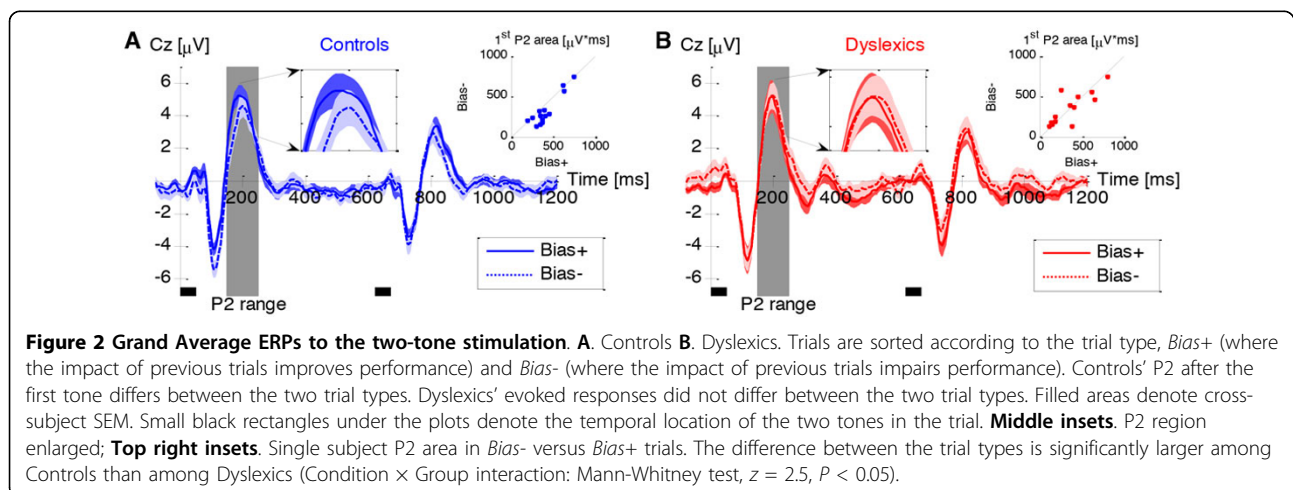 A Cz [µV] Controls 1st P2 area [µV*ms]
1000
Bias-
500
0
0 500 1000
Bias+
6
4
2
-2
-4
-6
200 400 600 800 1000 1200
Time [ms]
Bias+
Bias-
P2 range
B Cz [µV] Dyslexics 1st P2 area [µV*ms]
1000
Bias-
500
0
0 500 1000
Bias+
6
4
2
-2
-4
-6
200 400 600 800 1000 1200
Time [ms]
Bias+
Bias-
P2 range
Figure 2 Grand Average ERPs to the two-tone stimulation. A. Controls B. Dyslexics. Trials are sorted according to the trial type, Bias+ (where
the impact of previous trials improves performance) and Bias- (where the impact of previous trials impairs performance). Controls' P2 after the
first tone differs between the two trial types. Dyslexics' evoked responses did not differ between the two trial types. Filled areas denote cross-
subject SEM. Small black rectangles under the plots denote the temporal location of the two tones in the trial. Middle insets. P2 region
enlarged; Top right insets. Single subject P2 area in Bias- versus Bias+ trials. The difference between the trial types is significantly larger among
Controls than among Dyslexics (Condition × Group interaction: Mann-Whitney test, z = 2.5, P < 0.05).